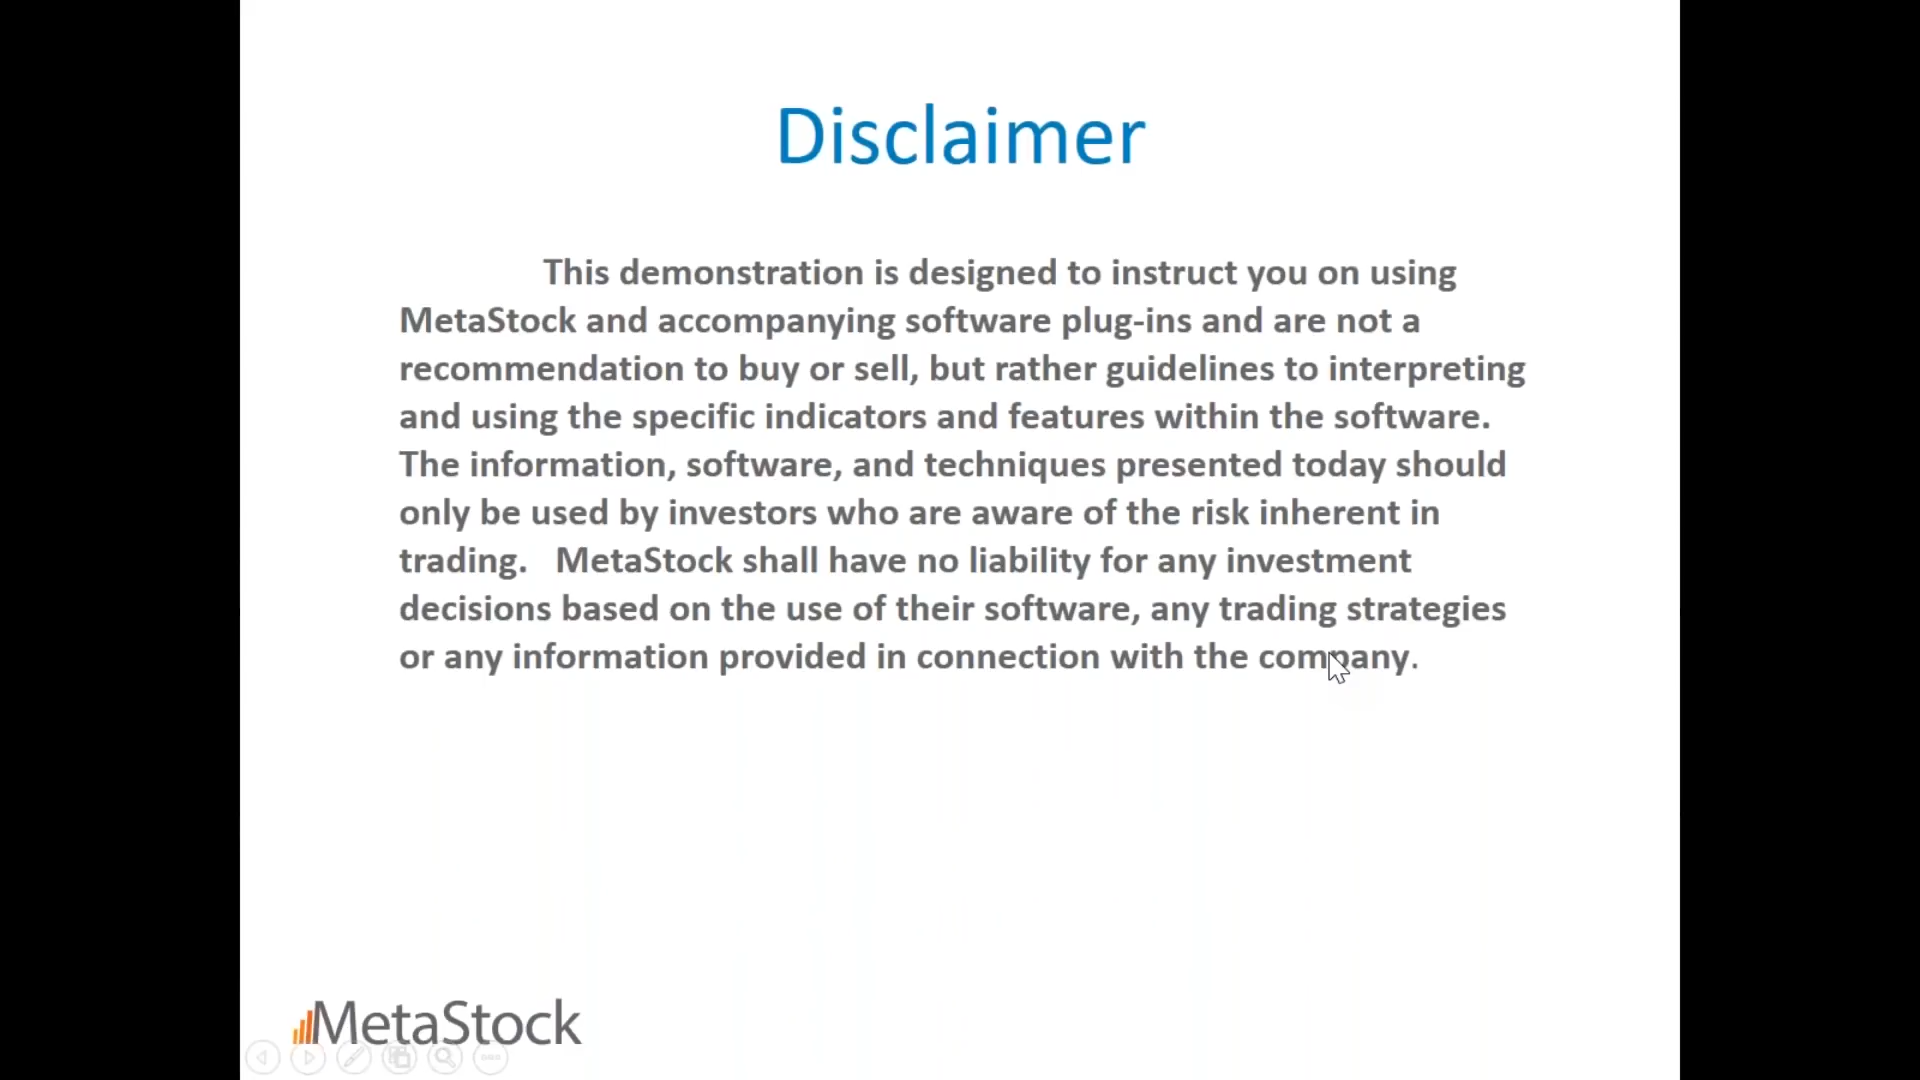 Disclaimer
This demonstration is designed to instruct you on using
MetaStock and accompanying software plug-ins and are not a
recommendation to buy or sell, but rather guidelines to interpreting
and using the specific indicators and features within the software.
The information, software, and techniques presented today should
only be used by investors who are aware of the risk inherent in
trading.   MetaStock shall have no liability for any investment
decisions based on the use of their software, any trading strategies
or any information provided in connection with the company.
MetaStock